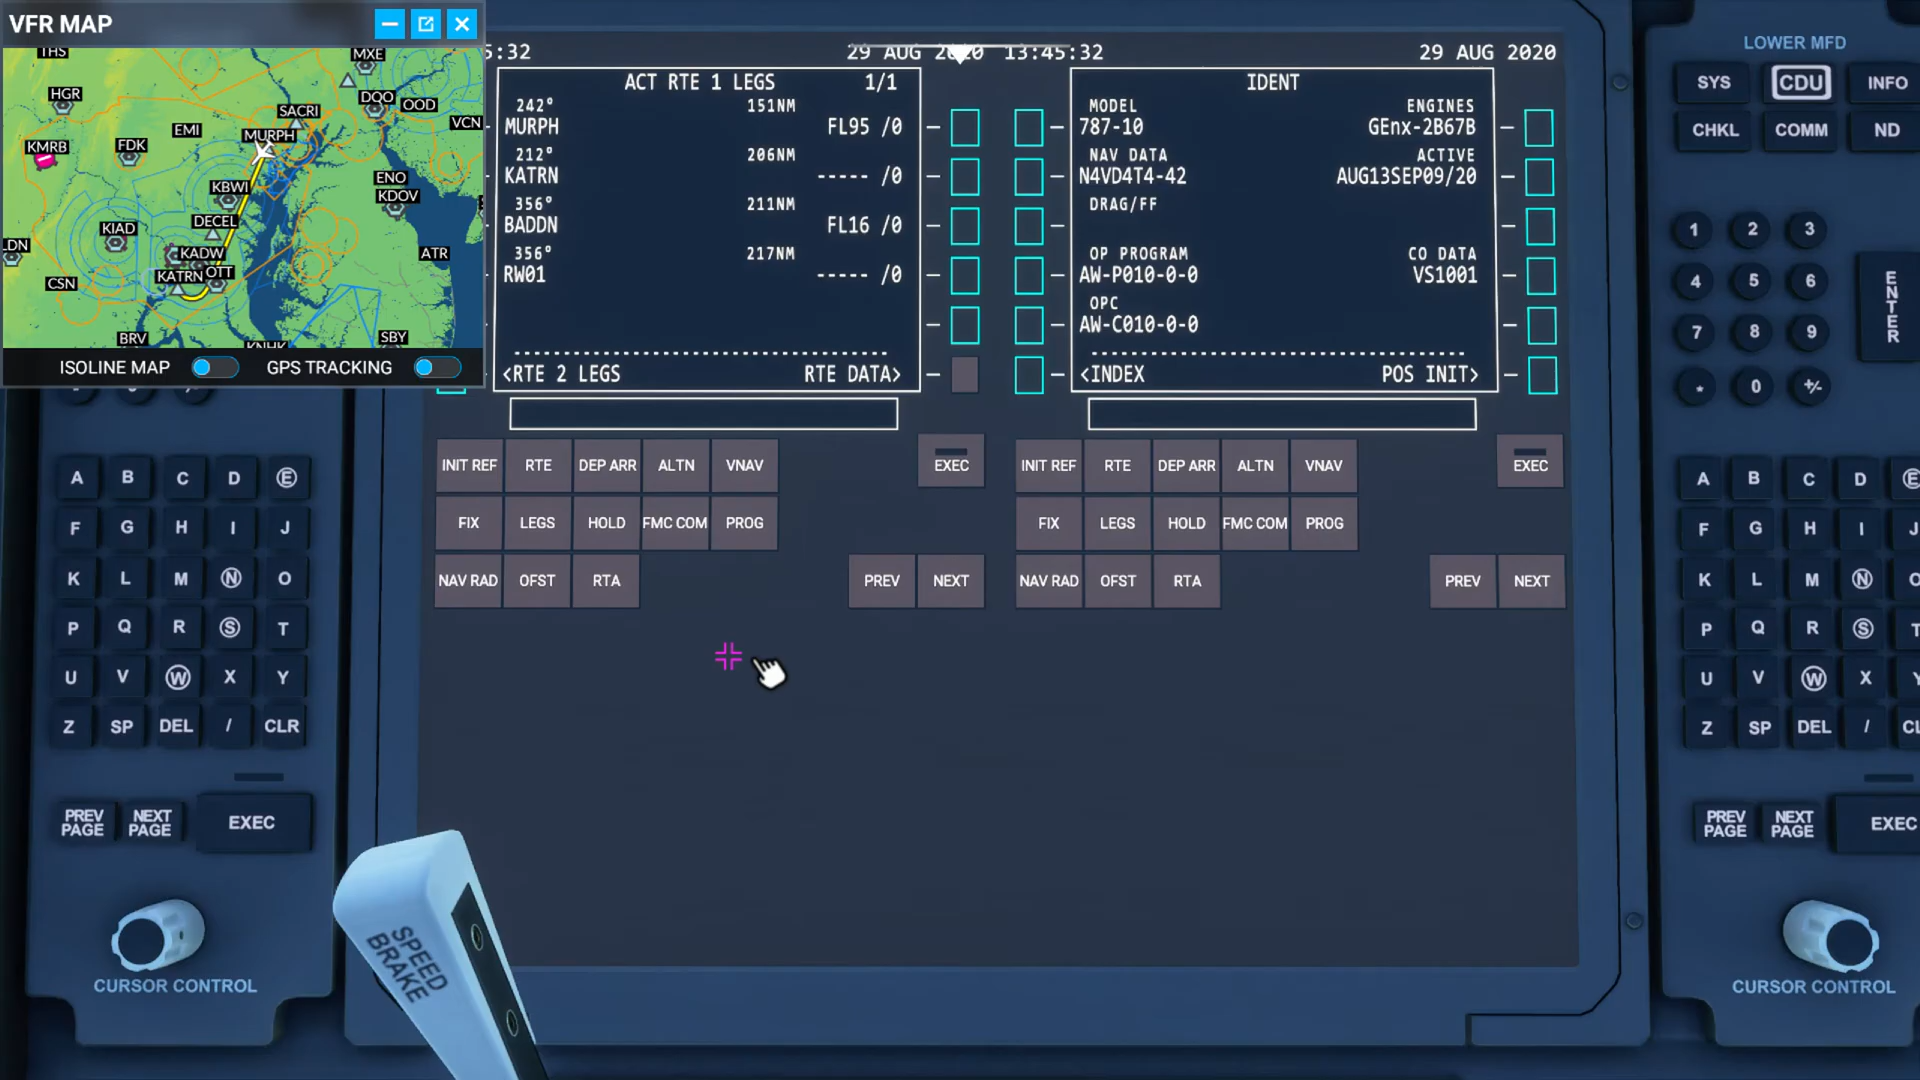 VFR MAP
THS
MXE
HGR
DQO
OOD
SACRI
VCN
EMI
MURPH
FDK
KMRB
ENO
KBWI
KDOV
DECEL
KIAD
LDN
KADW
ATR
KATRN
OTT
CSN
BRV
SBY
KNHK
ISOLINE MAP
GPS TRACKING
5:32
29 AUG 2020
13:45:32
29 AUG 2020
ACT RTE 1 LEGS 1/1
242° 151NM
MURPH FL95 /0
212° 206NM
KATRN ----- /0
356° 211NM
BADDN FL16 /0
356° 217NM
RW01 ----- /0
<RTE 2 LEGS RTE DATA>
IDENT
MODEL ENGINES
787-10 GEnx-2B67B
NAV DATA ACTIVE
N4VD4T4-42 AUG13SEP09/20
DRAG/FF
OP PROGRAM CO DATA
AW-P010-0-0 VS1001
OPC
AW-C010-0-0
<INDEX POS INIT>
INIT REF RTE DEP ARR ALTN VNAV EXEC
FIX LEGS HOLD FMC COM PROG
NAV RAD OFST RTA PREV NEXT
INIT REF RTE DEP ARR ALTN VNAV EXEC
FIX LEGS HOLD FMC COM PROG
NAV RAD OFST RTA PREV NEXT
A B C D E
F G H I J
K L M N O
P Q R S T
U V W X Y
Z SP DEL / CLR
PREV PAGE
NEXT PAGE
EXEC
CURSOR CONTROL
SPEED BRAKE
LOWER MFD
SYS CDU INFO
CHKL COMM ND
1 2 3
4 5 6
7 8 9
. 0 +/-
ENTER
A B C D E
F G H I J
K L M N O
P Q R S T
U V W X Y
Z SP DEL / CL
PREV PAGE
NEXT PAGE
EXEC
CURSOR CONTROL